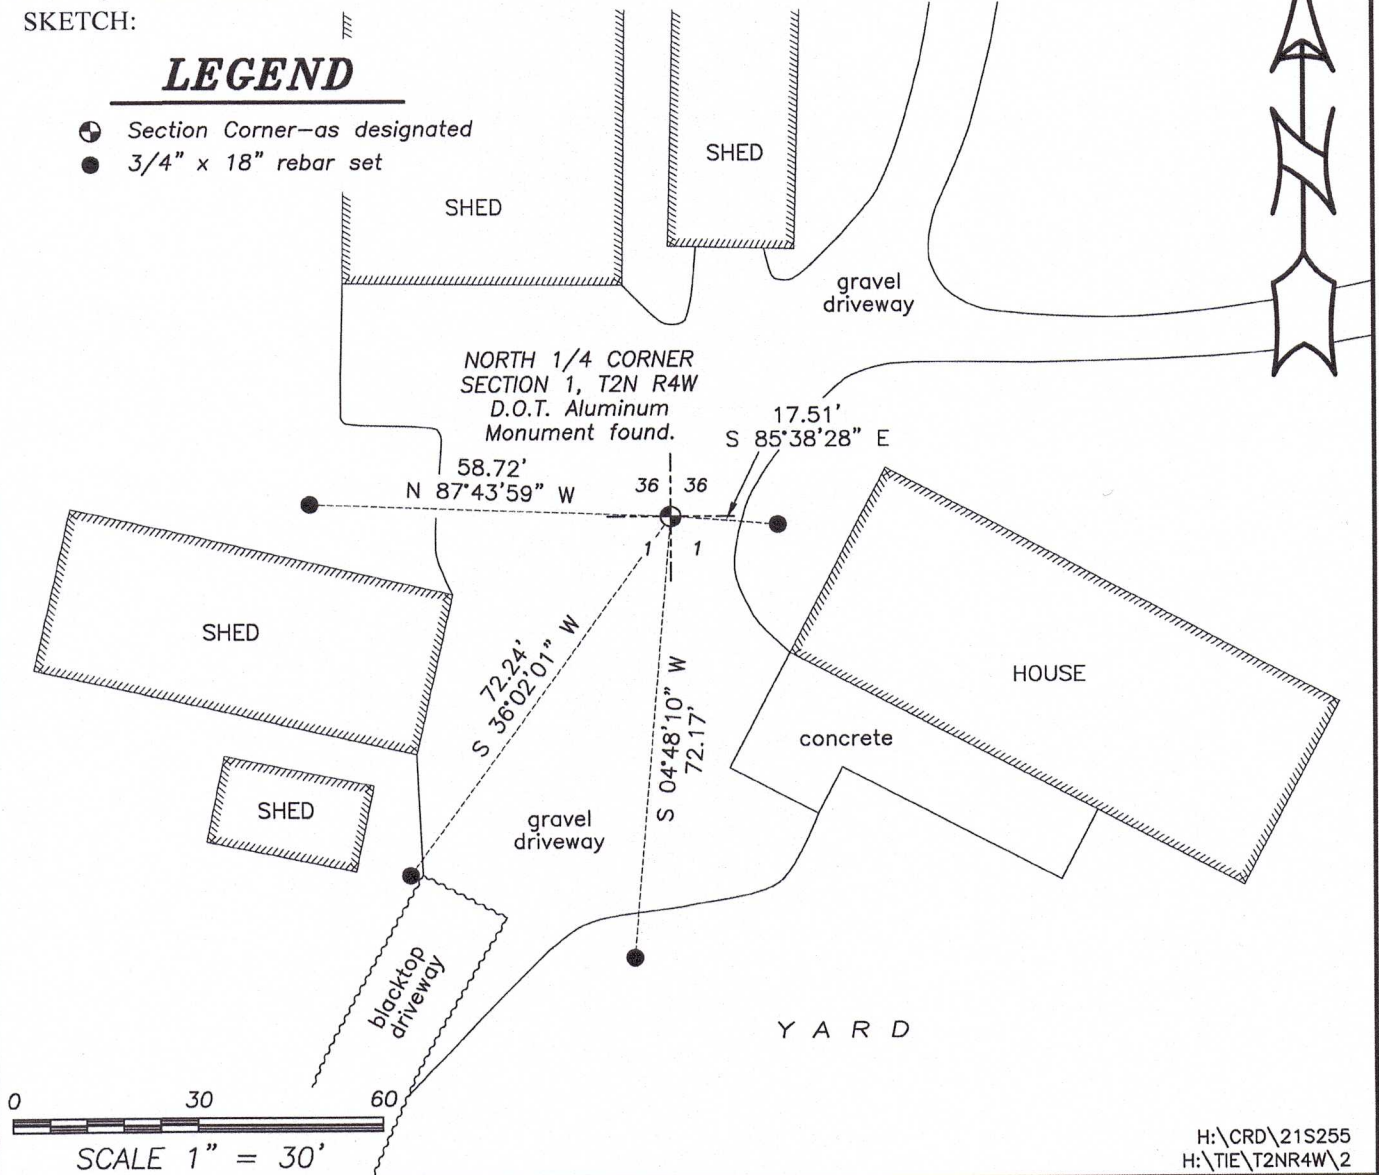 SKETCH:
LEGEND
Section Corner-as designated
3/4" x 18" rebar set
SHED
SHED
gravel
driveway
NORTH 1/4 CORNER
SECTION 1, T2N R4W
D.O.T. Aluminum
Monument found.
17.51'
S 85°38'28" E
58.72'
N 87°43'59" W
36 36
1 1
SHED
72.24'
S 36°02'01" W
S 04°48'10" W
72.17'
HOUSE
concrete
SHED
gravel
driveway
blacktop
driveway
YARD
0 30 60
SCALE 1" = 30'
H:\CRD\21S255
H:\TIE\T2NR4W\2
N